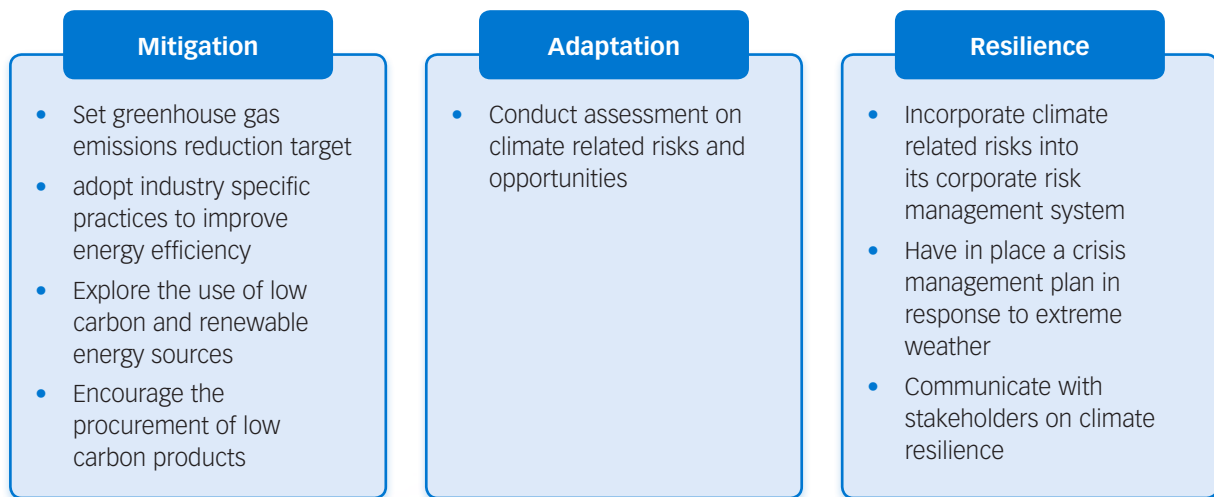 Mitigation
• Set greenhouse gas
emissions reduction target
• adopt industry specific
practices to improve
energy efficiency
• Explore the use of low
carbon and renewable
energy sources
• Encourage the
procurement of low
carbon products
Adaptation
• Conduct assessment on
climate related risks and
opportunities
Resilience
• Incorporate climate
related risks into
its corporate risk
management system
• Have in place a crisis
management plan in
response to extreme
weather
• Communicate with
stakeholders on climate
resilience